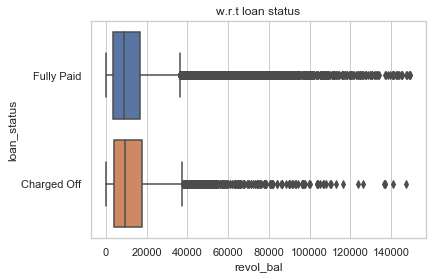 w.r.t loan status
loan_status
Fully Paid
Charged Off
0 20000 40000 60000 80000 100000 120000 140000
revol_bal